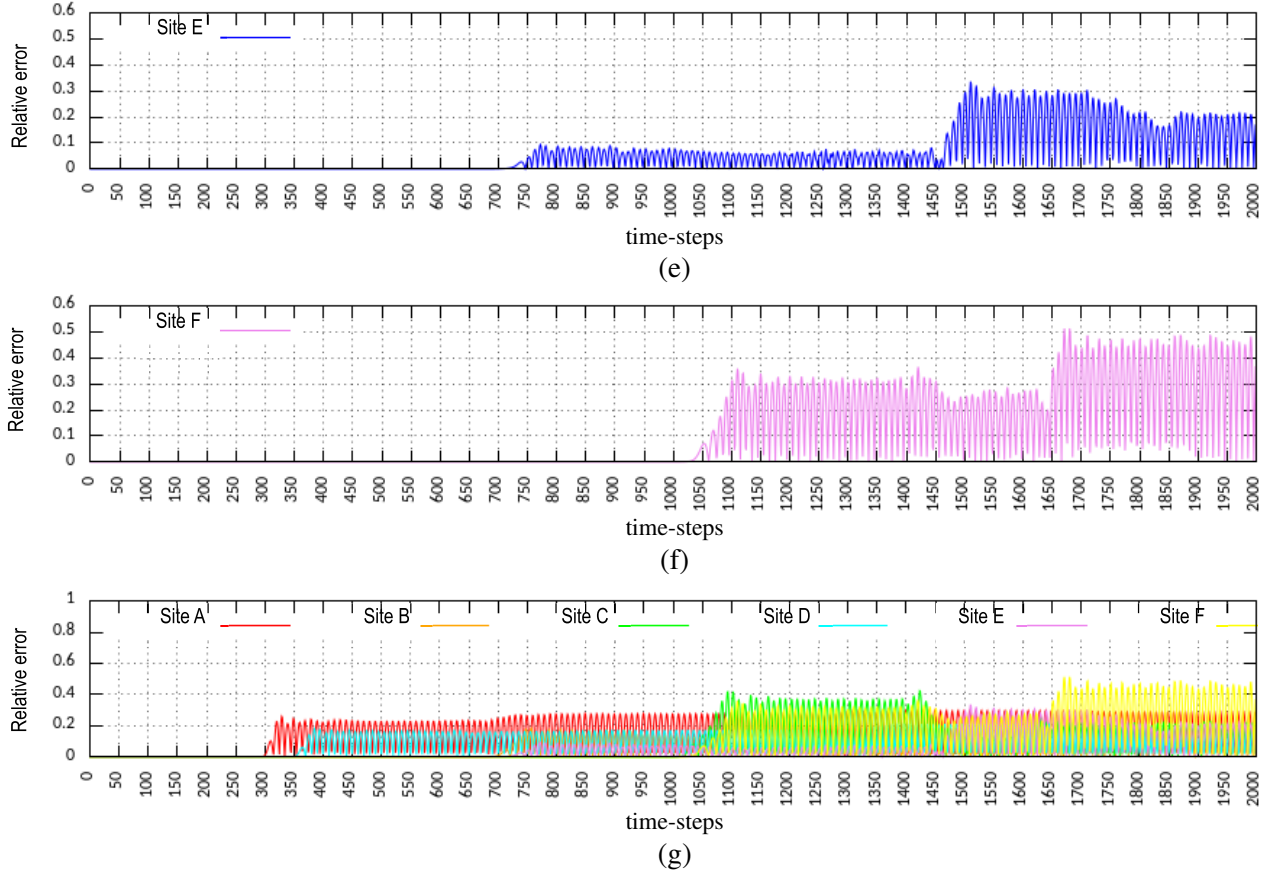 0.6
Site E
0.5
0.4
0.3
0.2
0.1
0
Relative error
0 50 100 150 200 250 300 350 400 450 500 550 600 650 700 750 800 850 900 950 1000 1050 1100 1150 1200 1250 1300 1350 1400 1450 1500 1550 1600 1650 1700 1750 1800 1850 1900 1950 2000
time-steps
(e)
0.6
Site F
0.5
0.4
0.3
0.2
0.1
0
Relative error
0 50 100 150 200 250 300 350 400 450 500 550 600 650 700 750 800 850 900 950 1000 1050 1100 1150 1200 1250 1300 1350 1400 1450 1500 1550 1600 1650 1700 1750 1800 1850 1900 1950 2000
time-steps
(f)
1
Site A Site B Site C Site D Site E Site F
0.8
0.6
0.4
0.2
0
Relative error
0 50 100 150 200 250 300 350 400 450 500 550 600 650 700 750 800 850 900 950 1000 1050 1100 1150 1200 1250 1300 1350 1400 1450 1500 1550 1600 1650 1700 1750 1800 1850 1900 1950 2000
time-steps
(g)